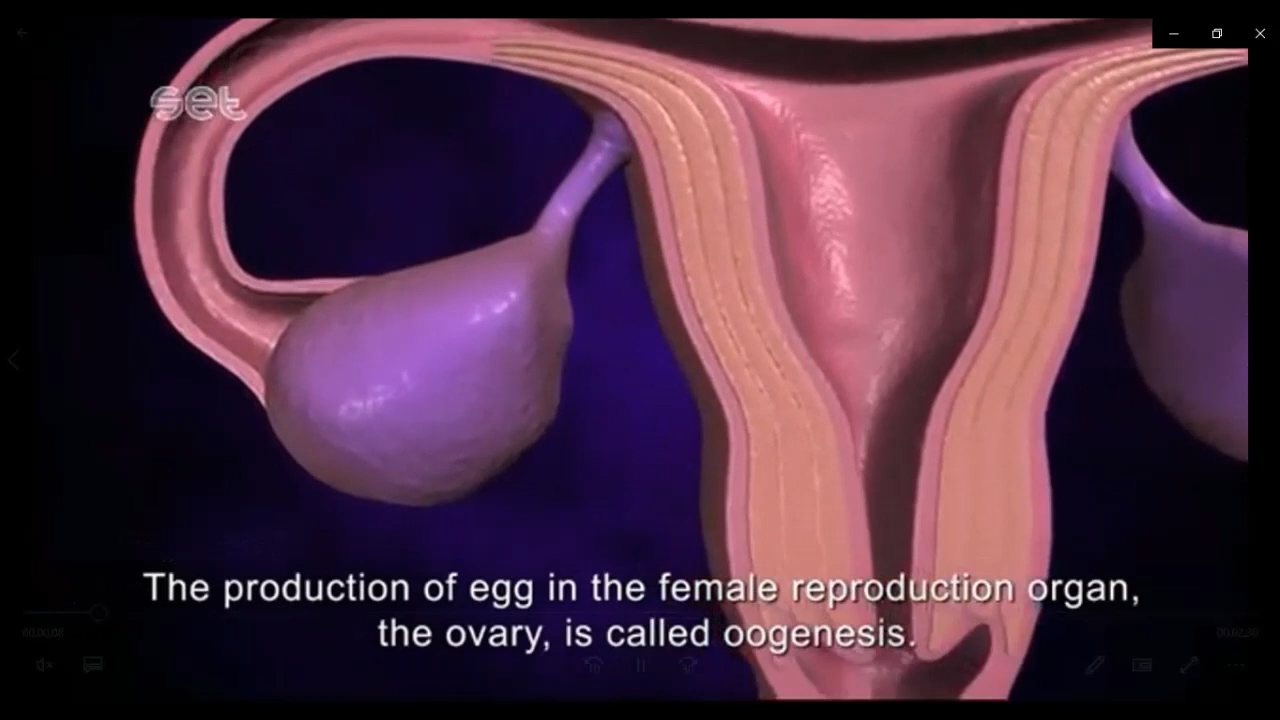 set
The production of egg in the female reproduction organ,
the ovary, is called oogenesis.